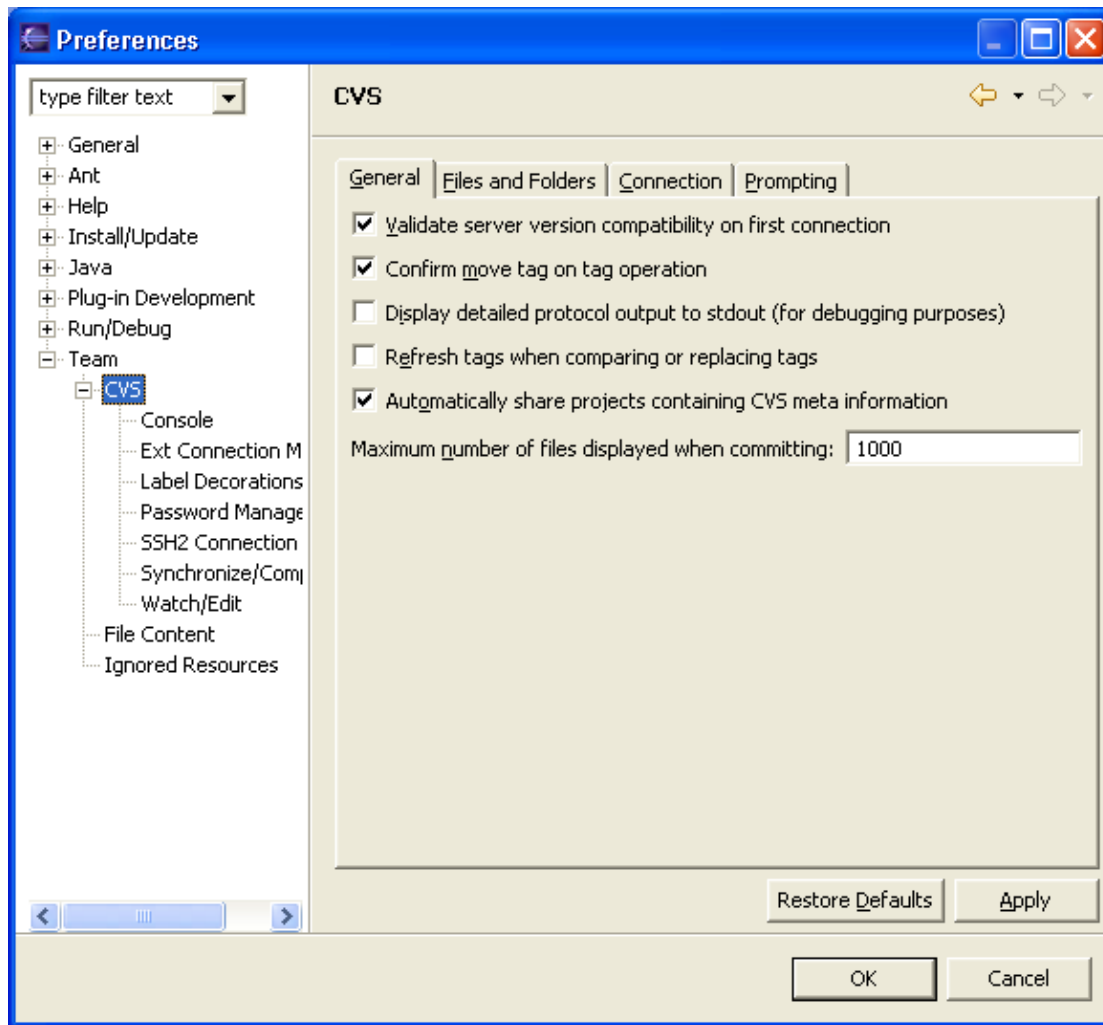 Preferences
type filter text
General
Ant
Help
Install/Update
Java
Plug-in Development
Run/Debug
Team
CVS
Console
Ext Connection M
Label Decorations
Password Manage
SSH2 Connection
Synchronize/Comp
Watch/Edit
File Content
Ignored Resources
CVS
General Files and Folders Connection Prompting
Validate server version compatibility on first connection
Confirm move tag on tag operation
Display detailed protocol output to stdout (for debugging purposes)
Refresh tags when comparing or replacing tags
Automatically share projects containing CVS meta information
Maximum number of files displayed when committing: 1000
Restore Defaults Apply
OK Cancel